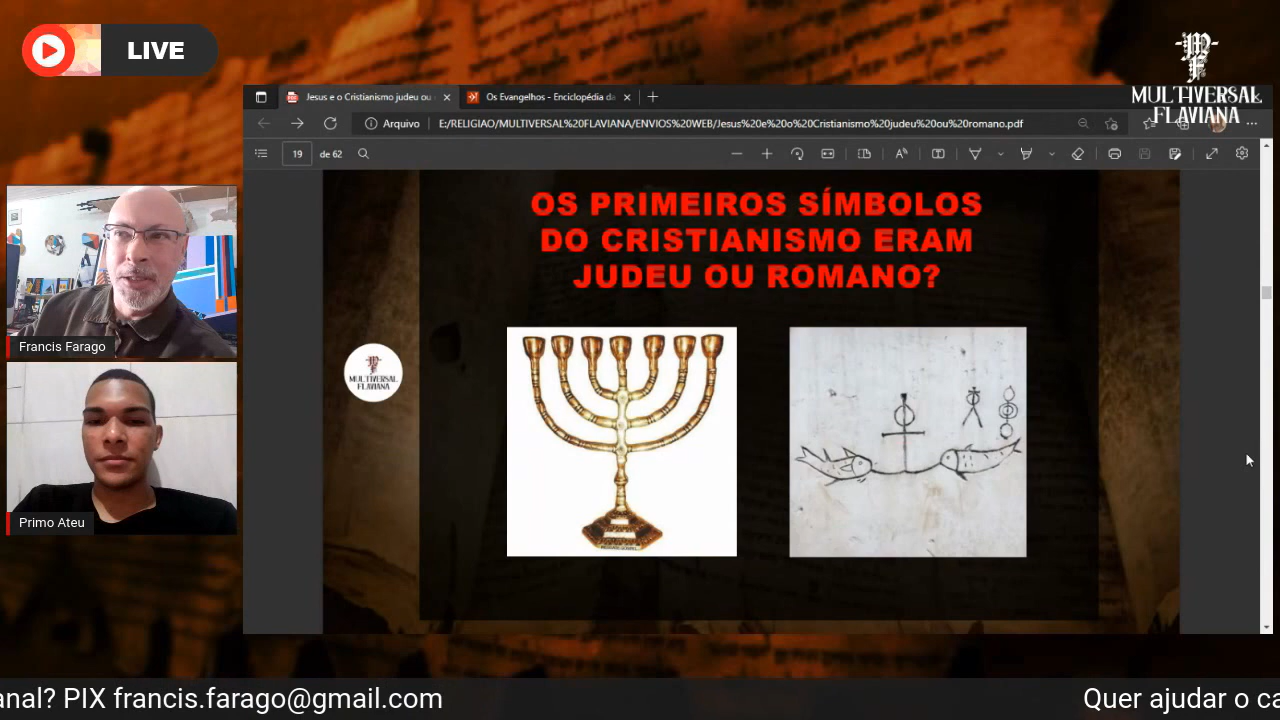 LIVE
MULTIVERSAL
FLAVIANA
Jesus e o Cristianismo judeu ou
Os Evangelhos - Enciclopédia da
Arquivo
E:/RELIGIAO/MULTIVERSAL%20FLAVIANA/ENVIOS%20WEB/Jesus%20e%20o%20Cristianismo%20judeu%20ou%20romano.pdf
19 de 62
OS PRIMEIROS SÍMBOLOS
DO CRISTIANISMO ERAM
JUDEU OU ROMANO?
MULTIVERSAL
FLAVIANA
Francis Farago
Primo Ateu
anal? PIX francis.farago@gmail.com
Quer ajudar o ca